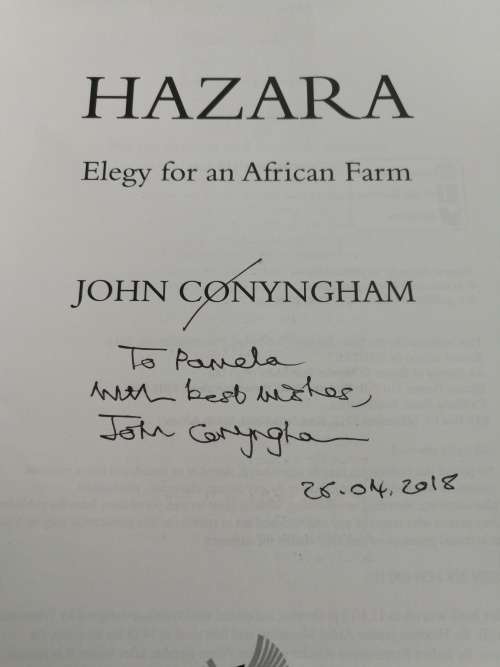 HAZARA
Elegy for an African Farm
JOHN CONYNGHAM
To Pamela
with best wishes,
John Conyngham
26.04.2018